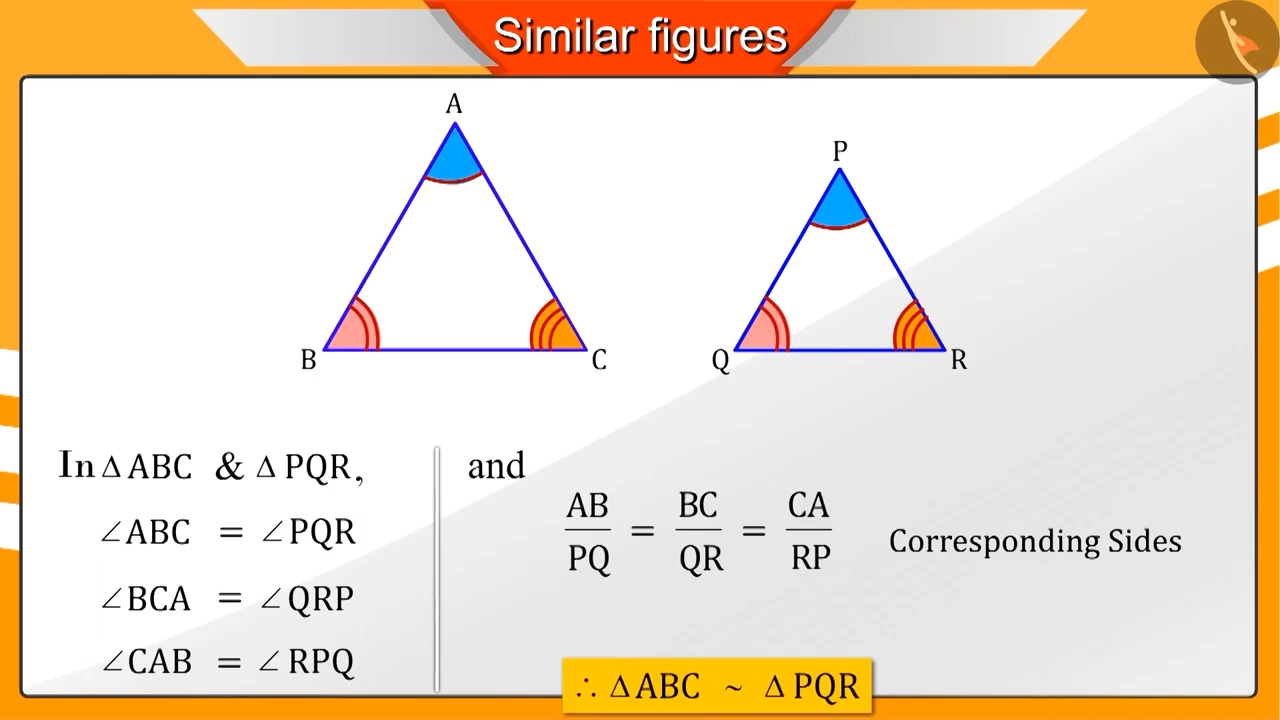 Similar figures
A
P
B
C
Q
R
In Δ ABC & Δ PQR,
∠ABC = ∠PQR
∠BCA = ∠QRP
∠CAB = ∠RPQ
and
AB/PQ = BC/QR = CA/RP
Corresponding Sides
∴ Δ ABC ~ Δ PQR